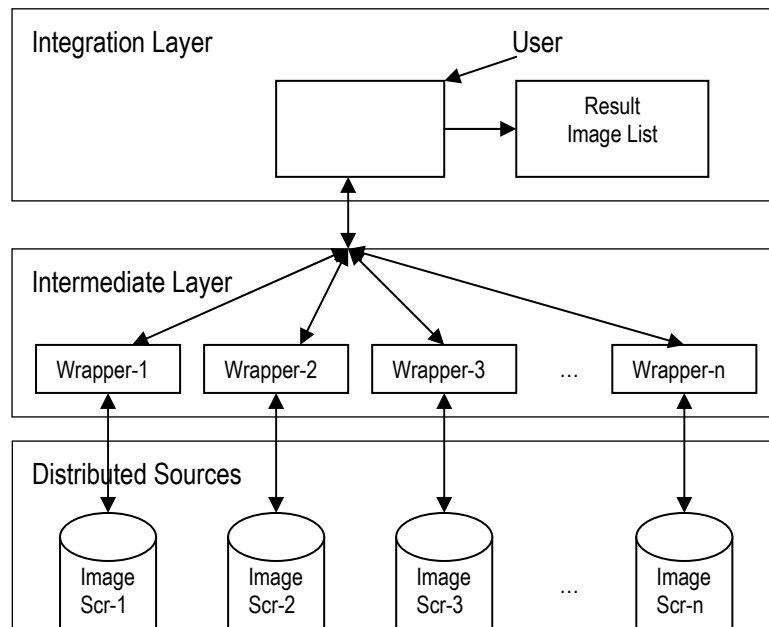 Integration Layer
User
Result
Image List
Intermediate Layer
Wrapper-1
Wrapper-2
Wrapper-3
...
Wrapper-n
Distributed Sources
Image
Scr-1
Image
Scr-2
Image
Scr-3
...
Image
Scr-n